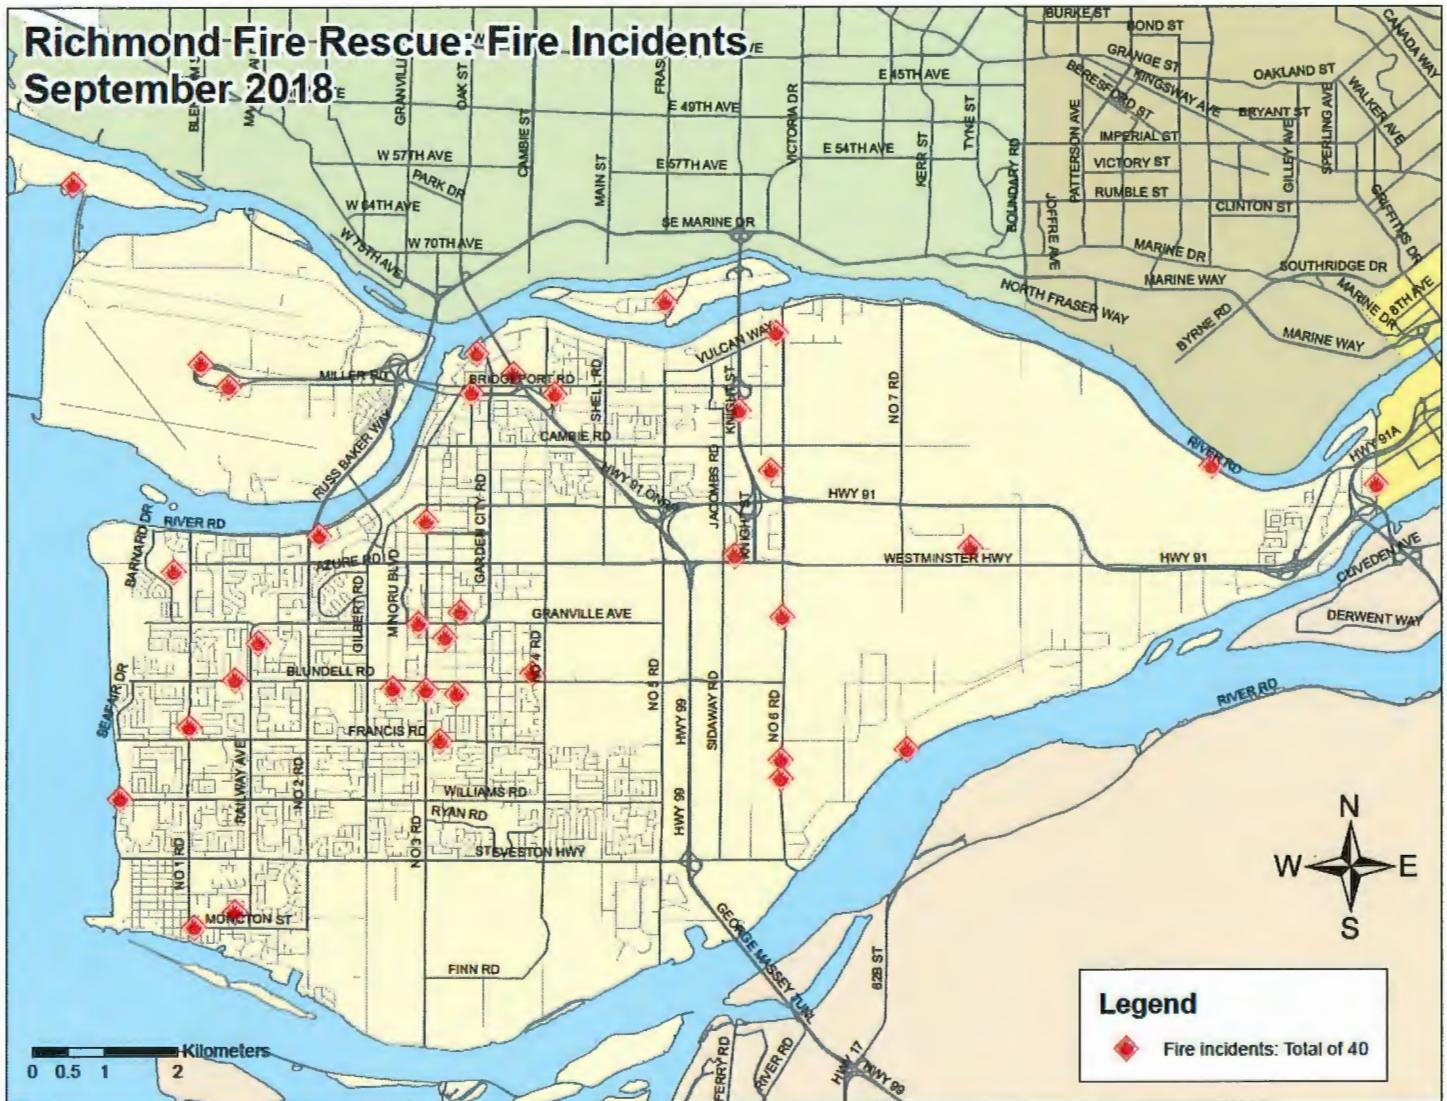 Richmond Fire Rescue: Fire Incidents
September 2018
BURKE ST
BOND ST
CANADA WAY
GRANVILL
OAK ST
FRAS
VE
GRANGE ST
E 45TH AVE
BERESFORD ST
KINGSWAY AVE
OAKLAND ST
WALKER AVE
E 49TH AVE
BRYANT ST
SPERLING AVE
CAMBIE ST
VICTORIA DR
TYNE ST
PATTERSON AVE
IMPERIAL ST
GILLEY AVE
W 57TH AVE
MAIN ST
E 57TH AVE
E 54TH AVE
KERR ST
BOUNDARY RD
VICTORY ST
PARK DR
RUMBLE ST
W 64TH AVE
CLINTON ST
GRIFFITHS DR
SE MARINE DR
JOFFRE AVE
W 75TH AVE
W 70TH AVE
MARINE DR
SOUTHRIDGE DR
MARINE WAY
NORTH FRASER WAY
MARINE DR
8TH AVE
BYRNE RD
VULCAN WAY
MARINE WAY
MILLER RD
BRIDGEPORT RD
SHELL RD
KNIGHT ST
NO 7 RD
RUSS BAKER WAY
CAMBIE RD
RIVER RD
HWY 91A
HWY 91 ONR
JACOMBS RD
HWY 91
GARDEN CITY RD
KNIGHT ST
RIVER RD
BARNARD DR
AZURE RD
WESTMINSTER HWY
HWY 91
CLIVEDEN AVE
GILBERT RD
MINORU BLVD
GRANVILLE AVE
DERWENT WAY
NO 4 RD
BLUNDELL RD
SEAFAIR DR
NO 5 RD
SIDAWAY RD
RIVER RD
FRANCIS RD
HWY 99
NO 6 RD
RAILWAY AVE
NO 2 RD
WILLIAMS RD
RYAN RD
HWY 99
NO 3 RD
STEVESTON HWY
NO 1 RD
N
W E
S
MONCTON ST
GEORGE MASSEY TUNL
FINN RD
62B ST
Legend
Fire incidents: Total of 40
Kilometers
0 0.5 1 2
FERRY RD
RIVER RD
HWY 17
HWY 99